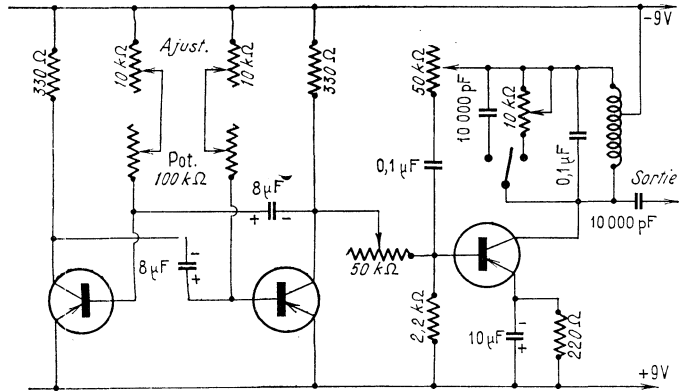 −9V
330 Ω
10 kΩ
Ajust.
10 kΩ
330 Ω
50 kΩ
10 000 pF
10 kΩ
0,1 μF
0,1 μF
Pot.
100 kΩ
Sortie
8 μF
+ −
10 000 pF
8 μF
−
+
50 kΩ
2,2 kΩ
10 μF
−
+
220 Ω
+9V